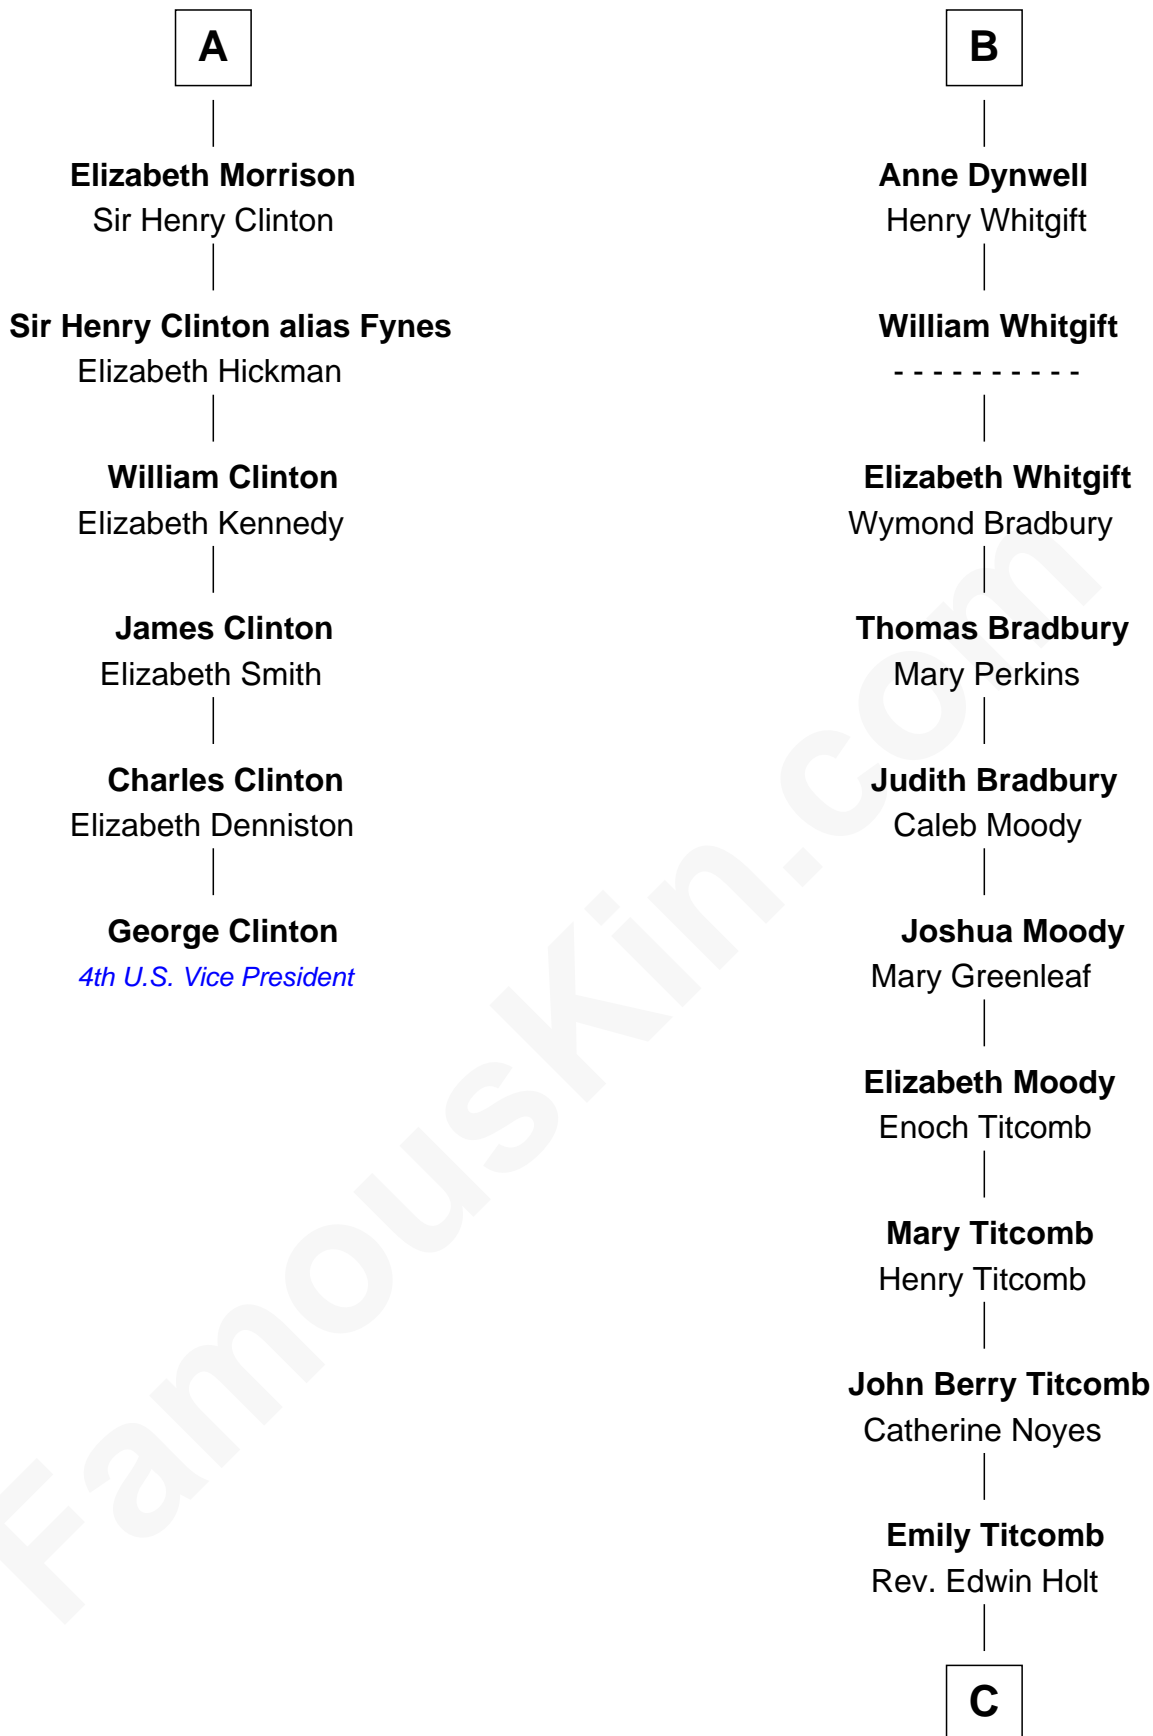 A
Elizabeth Morrison
Sir Henry Clinton
Sir Henry Clinton alias Fynes
Elizabeth Hickman
William Clinton
Elizabeth Kennedy
James Clinton
Elizabeth Smith
Charles Clinton
Elizabeth Denniston
George Clinton
4th U.S. Vice President
B
Anne Dynwell
Henry Whitgift
William Whitgift
- - - - - - - - - -
Elizabeth Whitgift
Wymond Bradbury
Thomas Bradbury
Mary Perkins
Judith Bradbury
Caleb Moody
Joshua Moody
Mary Greenleaf
Elizabeth Moody
Enoch Titcomb
Mary Titcomb
Henry Titcomb
John Berry Titcomb
Catherine Noyes
Emily Titcomb
Rev. Edwin Holt
C
FamousKin.com